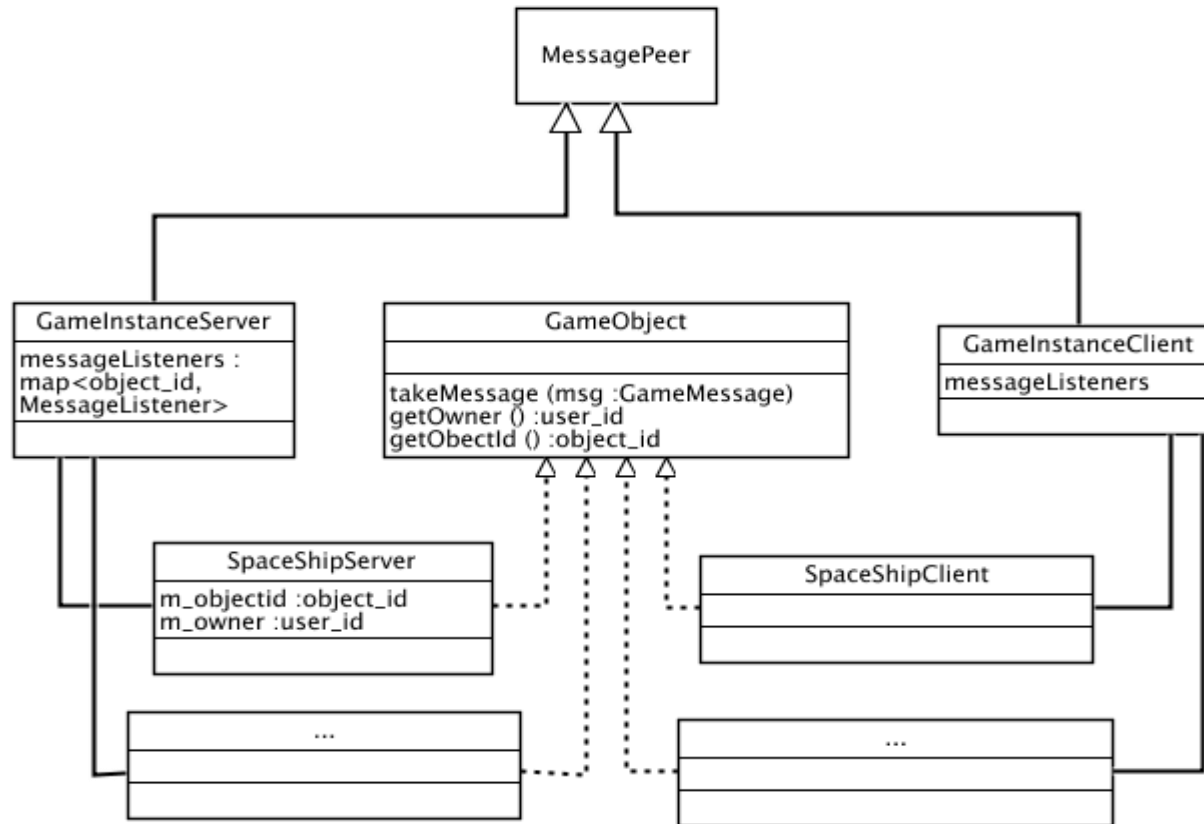 MessagePeer
GameInstanceServer
messageListeners :
map<object_id,
MessageListener>
GameObject
takeMessage (msg :GameMessage)
getOwner () :user_id
getObectId () :object_id
GameInstanceClient
messageListeners
SpaceShipServer
m_objectid :object_id
m_owner :user_id
SpaceShipClient
...
...